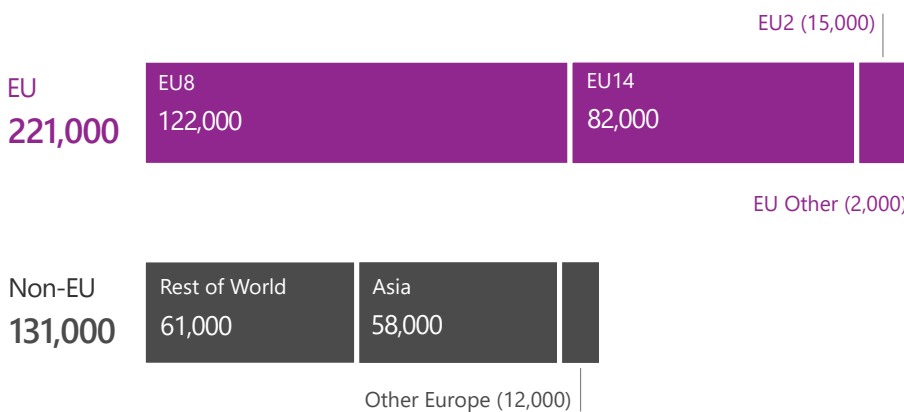 EU2 (15,000)
EU
221,000
EU8
122,000
EU14
82,000
EU Other (2,000)
Non-EU
131,000
Rest of World
61,000
Asia
58,000
Other Europe (12,000)